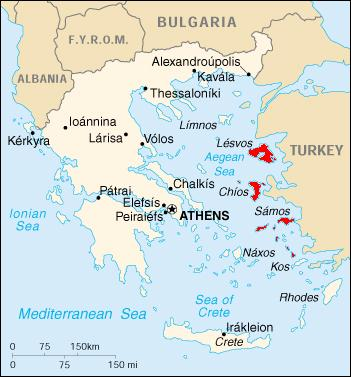 BULGARIA
F.Y.R.O.M.
ALBANIA
Alexandroúpolis
Kavála
Thessaloníki
Límnos
Ioánnina
Kérkyra
Lárisa
Vólos
Lésvos
TURKEY
Aegean
Sea
Chalkís
Chíos
Pátrai
Elefsís
Peiraiéfs
ATHENS
Sámos
Ionian
Sea
Náxos
Kos
Rhodes
Mediterranean Sea
Sea of
Crete
Irákleion
Crete
0 75 150km
0 75 150 mi